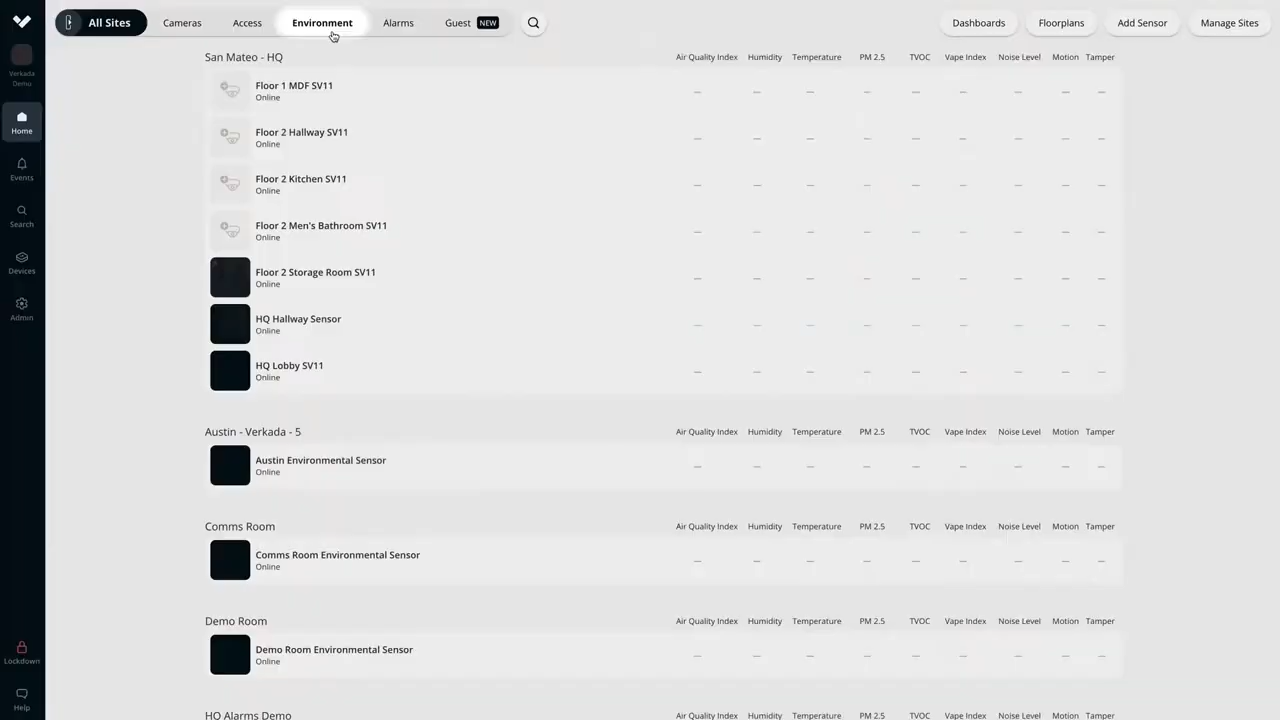 All Sites
Cameras
Access
Environment
Alarms
Guest NEW
Dashboards
Floorplans
Add Sensor
Manage Sites
Verkada
Demo
Home
Events
Search
Devices
Admin
Lockdown
Help
San Mateo - HQ Air Quality Index Humidity Temperature PM 2.5 TVOC Vape Index Noise Level Motion Tamper
Floor 1 MDF SV11
Online
— — — — — — — — —
Floor 2 Hallway SV11
Online
— — — — — — — — —
Floor 2 Kitchen SV11
Online
— — — — — — — — —
Floor 2 Men's Bathroom SV11
Online
— — — — — — — — —
Floor 2 Storage Room SV11
Online
— — — — — — — — —
HQ Hallway Sensor
Online
— — — — — — — — —
HQ Lobby SV11
Online
— — — — — — — — —
Austin - Verkada - 5 Air Quality Index Humidity Temperature PM 2.5 TVOC Vape Index Noise Level Motion Tamper
Austin Environmental Sensor
Online
— — — — — — — — —
Comms Room Air Quality Index Humidity Temperature PM 2.5 TVOC Vape Index Noise Level Motion Tamper
Comms Room Environmental Sensor
Online
— — — — — — — — —
Demo Room Air Quality Index Humidity Temperature PM 2.5 TVOC Vape Index Noise Level Motion Tamper
Demo Room Environmental Sensor
Online
— — — — — — — — —
HQ Alarms Demo Air Quality Index Humidity Temperature PM 2.5 TVOC Vape Index Noise Level Motion Tamper